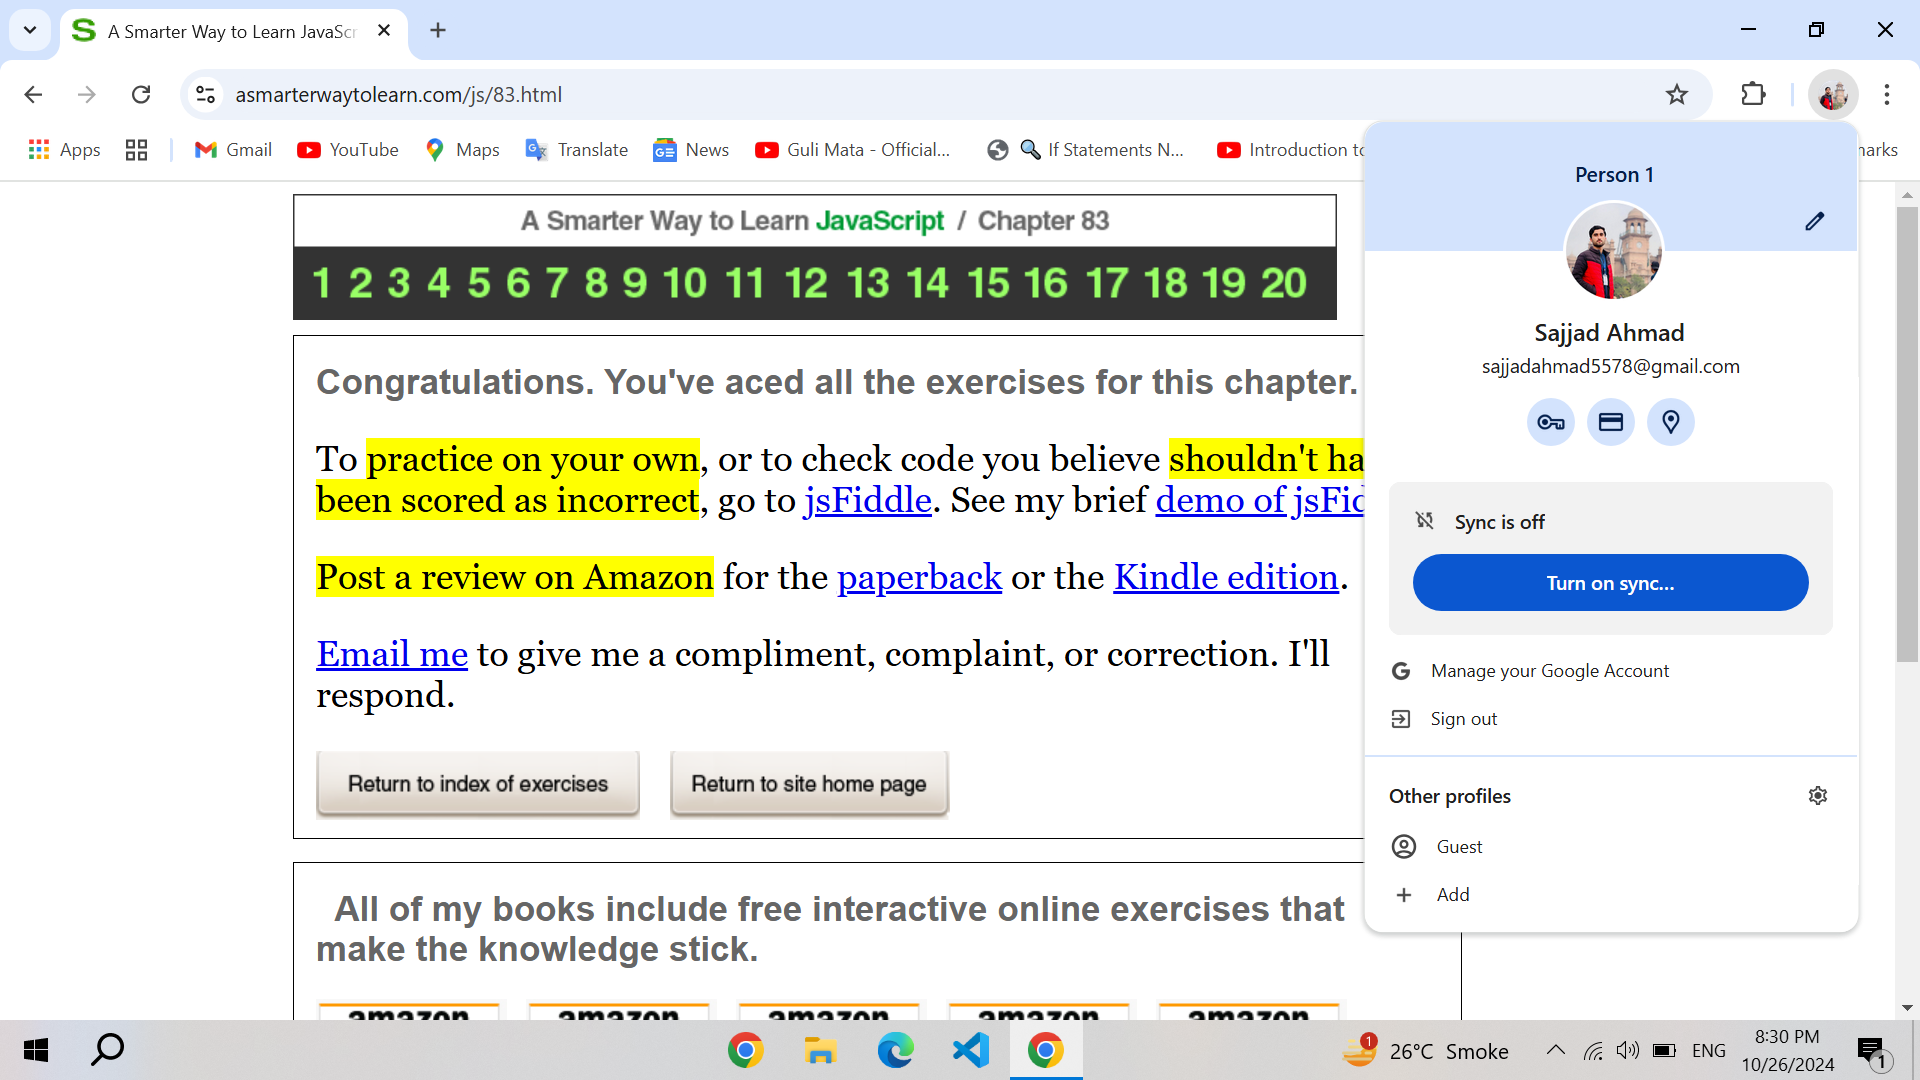 A Smarter Way to Learn JavaScr
asmarterwaytolearn.com/js/83.html
Apps
Gmail
YouTube
Maps
Translate
News
Guli Mata - Official...
If Statements N...
Introduction to
A Smarter Way to Learn JavaScript / Chapter 83
1 2 3 4 5 6 7 8 9 10 11 12 13 14 15 16 17 18 19 20
Congratulations. You've aced all the exercises for this chapter.
To practice on your own, or to check code you believe shouldn't ha
been scored as incorrect, go to jsFiddle. See my brief demo of jsFid
Post a review on Amazon for the paperback or the Kindle edition.
Email me to give me a compliment, complaint, or correction. I'll
respond.
Return to index of exercises
Return to site home page
All of my books include free interactive online exercises that
make the knowledge stick.
amazon amazon amazon amazon amazon
Person 1
Sajjad Ahmad
sajjadahmad5578@gmail.com
Sync is off
Turn on sync...
Manage your Google Account
Sign out
Other profiles
Guest
Add
1
26°C Smoke
ENG
8:30 PM
10/26/2024
1